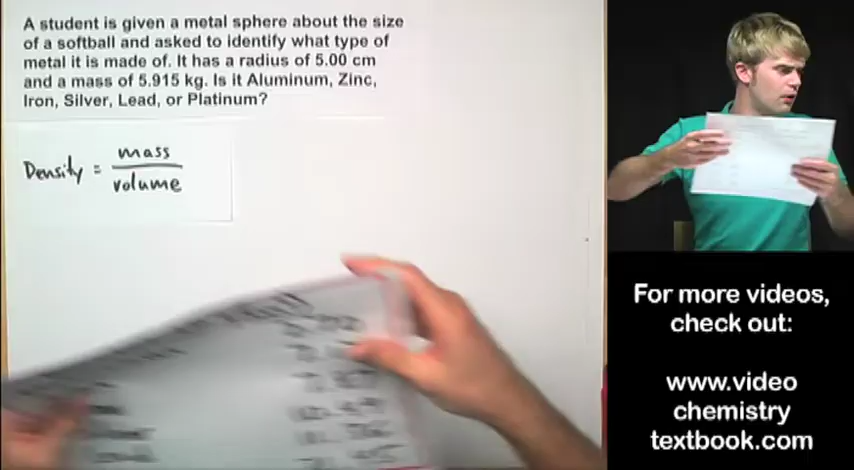 A student is given a metal sphere about the size
of a softball and asked to identify what type of
metal it is made of. It has a radius of 5.00 cm
and a mass of 5.915 kg. Is it Aluminum, Zinc,
Iron, Silver, Lead, or Platinum?
Density = mass
volume
For more videos,
check out:
www.video
chemistry
textbook.com